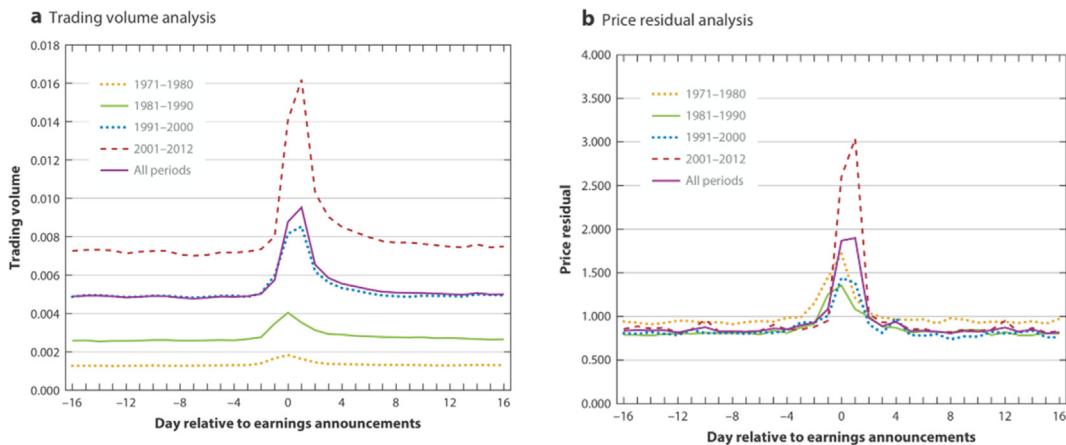 a Trading volume analysis
0.018
0.016
0.014
0.012
0.010
0.008
0.006
0.004
0.002
0.000
Trading volume
1971–1980
1981–1990
1991–2000
2001–2012
All periods
–16 –12 –8 –4 0 4 8 12 16
Day relative to earnings announcements
b Price residual analysis
4.000
3.500
3.000
2.500
2.000
1.500
1.000
0.500
0.000
Price residual
1971–1980
1981–1990
1991–2000
2001–2012
All periods
–16 –12 –8 –4 0 4 8 12 16
Day relative to earnings announcements